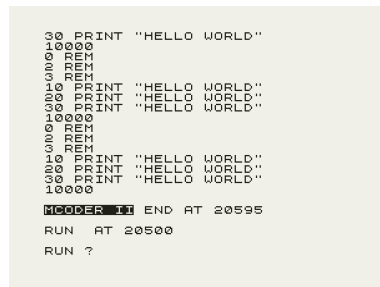 30 PRINT "HELLO WORLD"
10000
0 REM
2 REM
3 REM
10 PRINT "HELLO WORLD"
20 PRINT "HELLO WORLD"
30 PRINT "HELLO WORLD"
10000
0 REM
2 REM
3 REM
10 PRINT "HELLO WORLD"
20 PRINT "HELLO WORLD"
30 PRINT "HELLO WORLD"
10000
MCODER II END AT 20595
RUN AT 20500
RUN ?